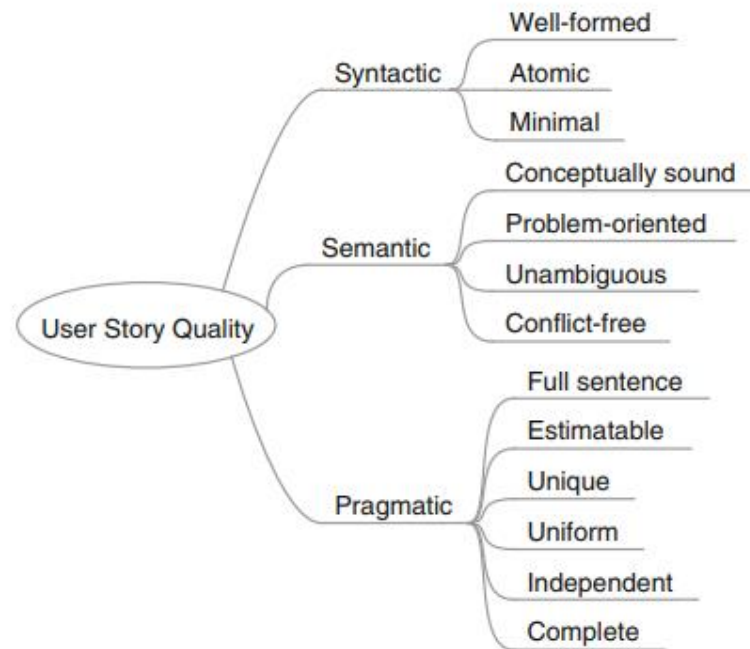 Well-formed
Syntactic
Atomic
Minimal
Conceptually sound
Problem-oriented
Semantic
Unambiguous
Conflict-free
User Story Quality
Full sentence
Estimatable
Unique
Pragmatic
Uniform
Independent
Complete